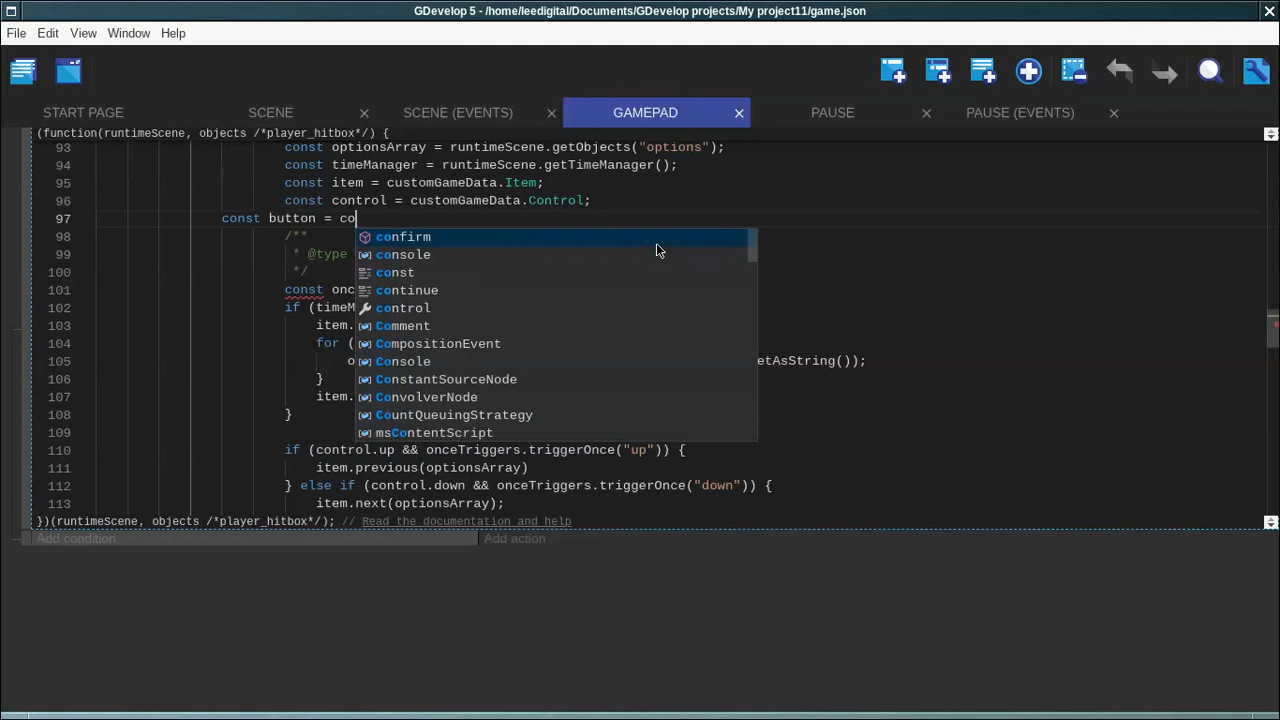 GDevelop 5 - /home/leedigital/Documents/GDevelop projects/My project11/game.json
File Edit View Window Help
START PAGE SCENE SCENE (EVENTS) GAMEPAD PAUSE PAUSE (EVENTS)
(function(runtimeScene, objects /*player_hitbox*/) {
93 const optionsArray = runtimeScene.getObjects("options");
94 const timeManager = runtimeScene.getTimeManager();
95 const item = customGameData.Item;
96 const control = customGameData.Control;
97 const button = co
98 /**
99 * @type
100 */
101 const onc
102 if (timeM
103 item.
104 for (
105 o etAsString());
106 }
107 item.
108 }
109
110 if (control.up && onceTriggers.triggerOnce("up")) {
111 item.previous(optionsArray)
112 } else if (control.down && onceTriggers.triggerOnce("down")) {
113 item.next(optionsArray);
confirm
console
const
continue
control
Comment
CompositionEvent
Console
ConstantSourceNode
ConvolverNode
CountQueuingStrategy
msContentScript
})(runtimeScene, objects /*player_hitbox*/); // Read the documentation and help
Add condition Add action